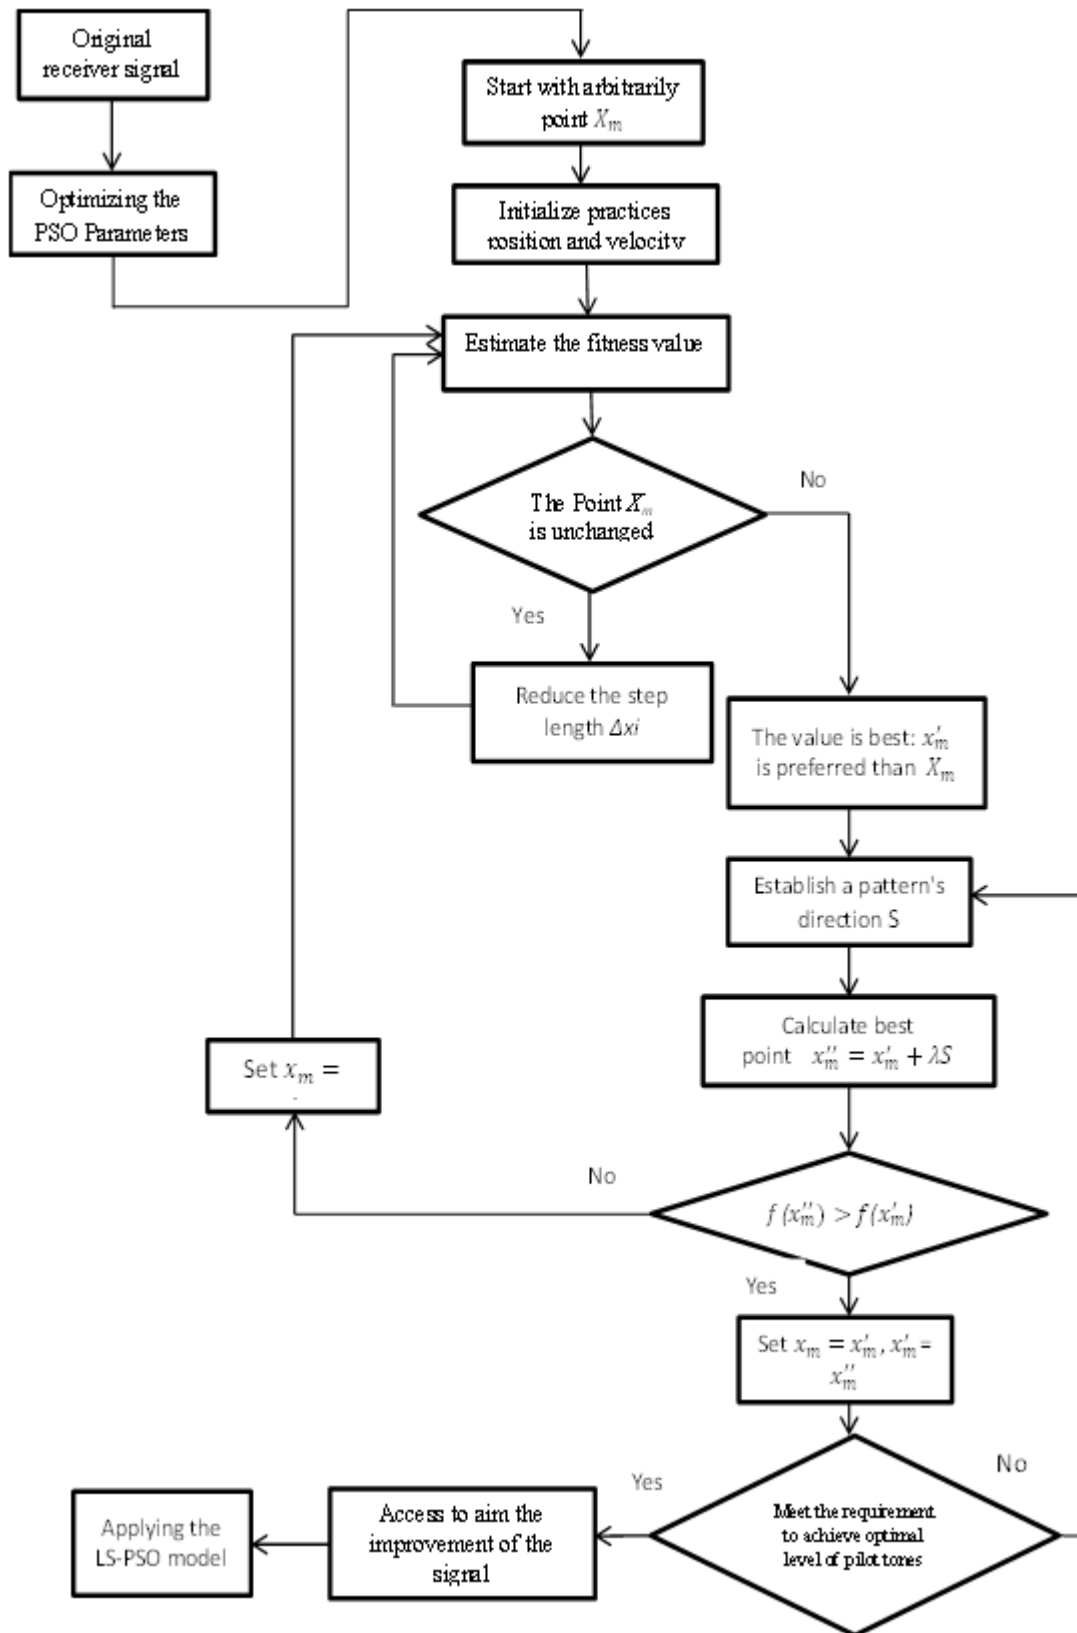 Original
receiver signal
Optimizing the
PSO Parameters
Start with arbitrarily
point Xₘ
Initialize practices
position and velocity
Estimate the fitness value
The Point Xₘ
is unchanged
No
Yes
Reduce the step
length Δxi
The value is best: x′ₘ
is preferred than Xₘ
Establish a pattern's
direction S
Calculate best
point x″ₘ = x′ₘ + λS
Set xₘ =
No
f(x″ₘ) > f(x′ₘ)
Yes
Set xₘ = x′ₘ, x′ₘ =
x″ₘ
Yes
No
Meet the requirement
to achieve optimal
level of pilot tones
Access to aim the
improvement of the
signal
Applying the
LS-PSO model